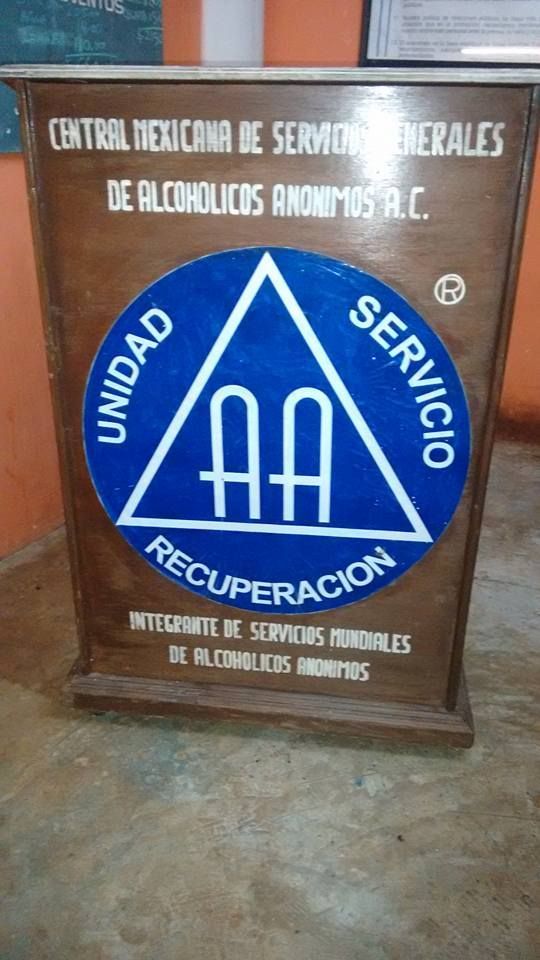 CENTRAL MEXICANA DE SERVICIOS GENERALES
DE ALCOHOLICOS ANONIMOS A.C.
®
UNIDAD
SERVICIO
AA
RECUPERACION
INTEGRANTE DE SERVICIOS MUNDIALES
DE ALCOHOLICOS ANONIMOS